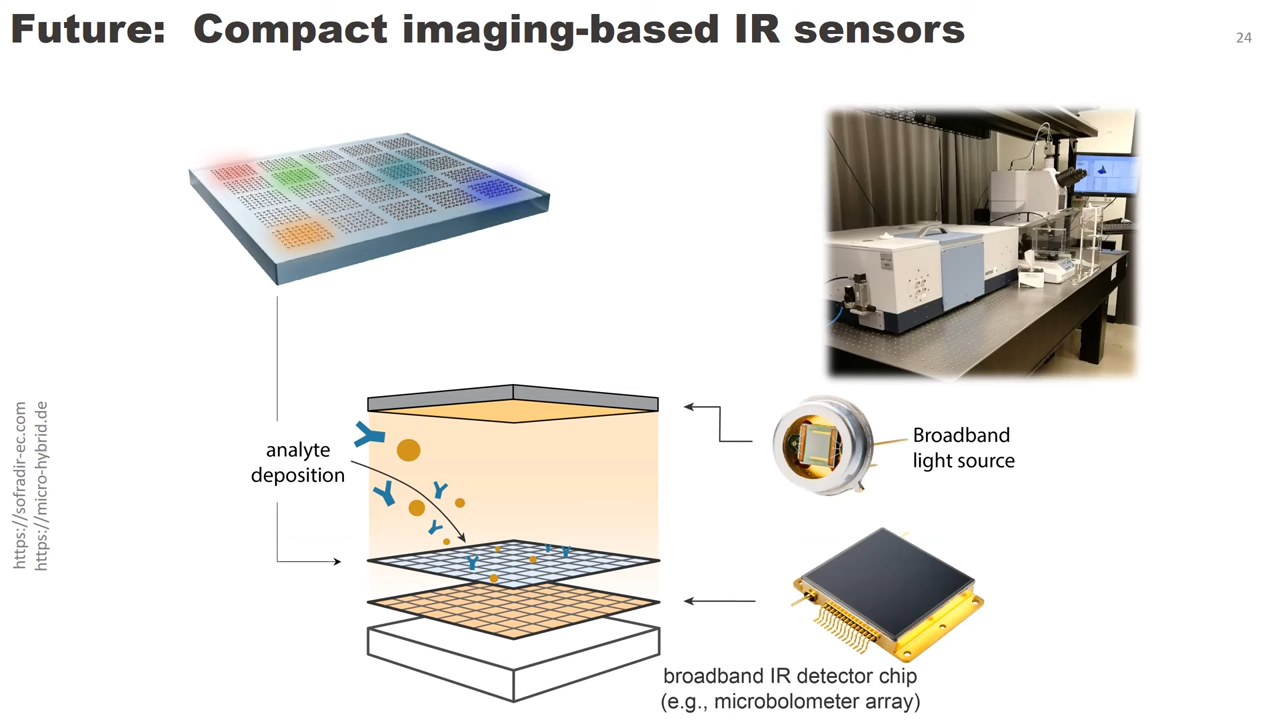 Future: Compact imaging-based IR sensors
24
analyte
deposition
Broadband
light source
broadband IR detector chip
(e.g., microbolometer array)
https://sofradir-ec.com
https://micro-hybrid.de